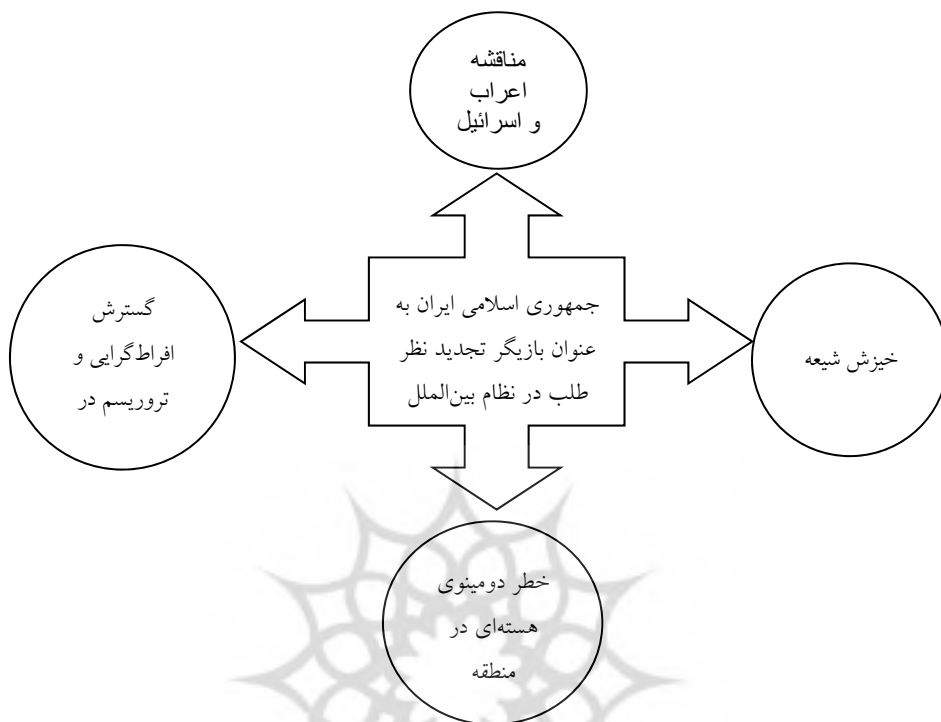 مناقشه
اعراب
و اسرائیل
جمهوری اسلامی ایران به
عنوان بازیگر تجدید نظر
طلب در نظام بین‌الملل
خیزش شیعه
گسترش
افراط‌گرایی و
تروریسم در
خطر دومینوی
هسته‌ای در
منطقه